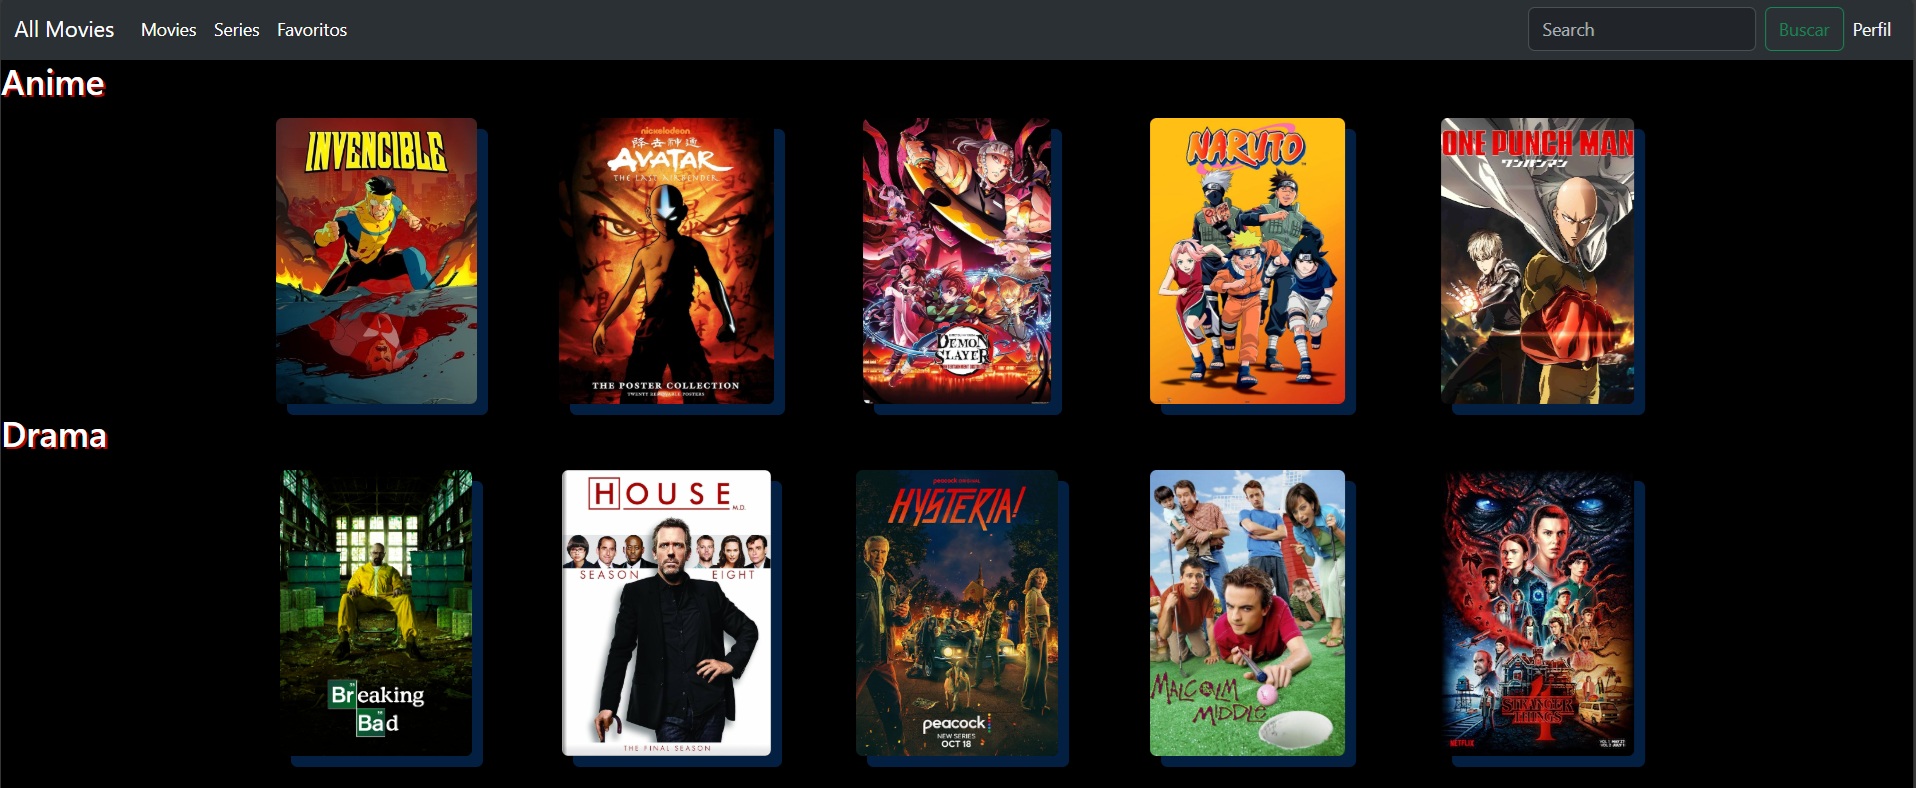 All Movies Movies Series Favoritos Search Buscar Perfil
Anime
INVENCIBLE
nickelodeon
降去神通
AVATAR
THE LAST AIRBENDER
THE POSTER COLLECTION
TWENTY REMOVABLE POSTERS
DEMON
SLAYER
NARUTO
ONE PUNCH MAN
ワンパンマン
Drama
Breaking
Bad
HOUSE
M.D.
SEASON EIGHT
THE FINAL SEASON
peacock ORIGINAL
HYSTERIA!
peacock
NEW SERIES
OCT 18
MALCOLM
MIDDLE
STRANGER
THINGS
4
NETFLIX